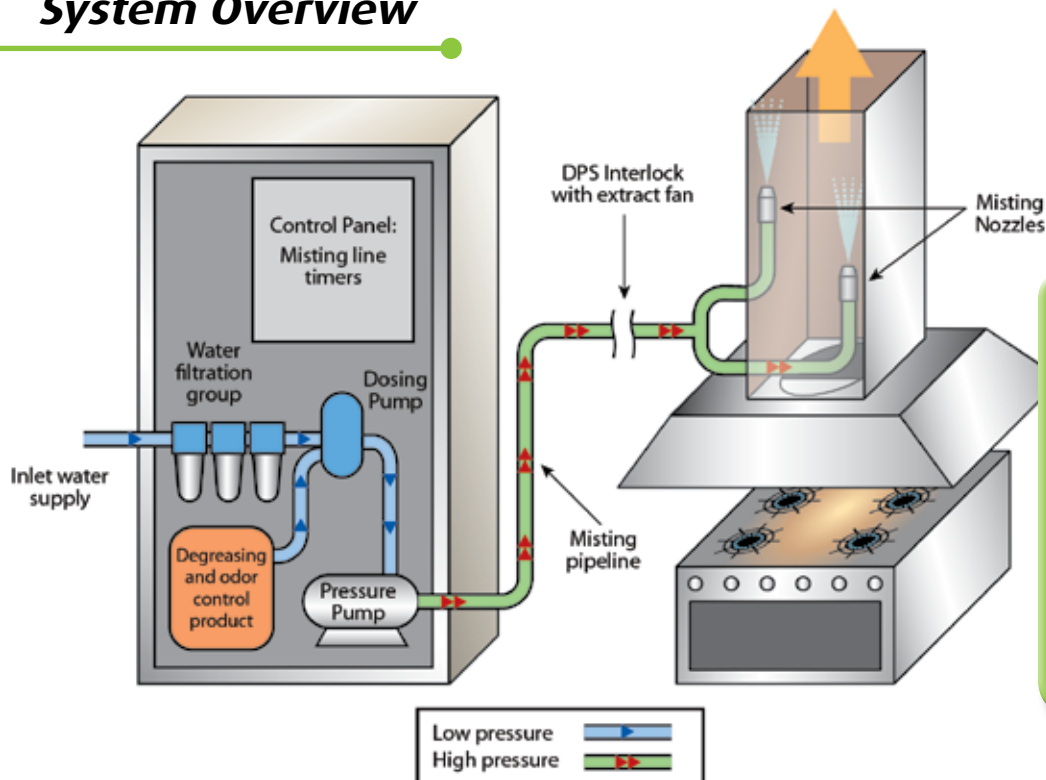 System Overview
Control Panel:
Misting line
timers
Water
filtration
group
Dosing
Pump
Inlet water
supply
Degreasing
and odor
control
product
Pressure
Pump
DPS Interlock
with extract fan
Misting
Nozzles
Misting
pipeline
Low pressure
High pressure